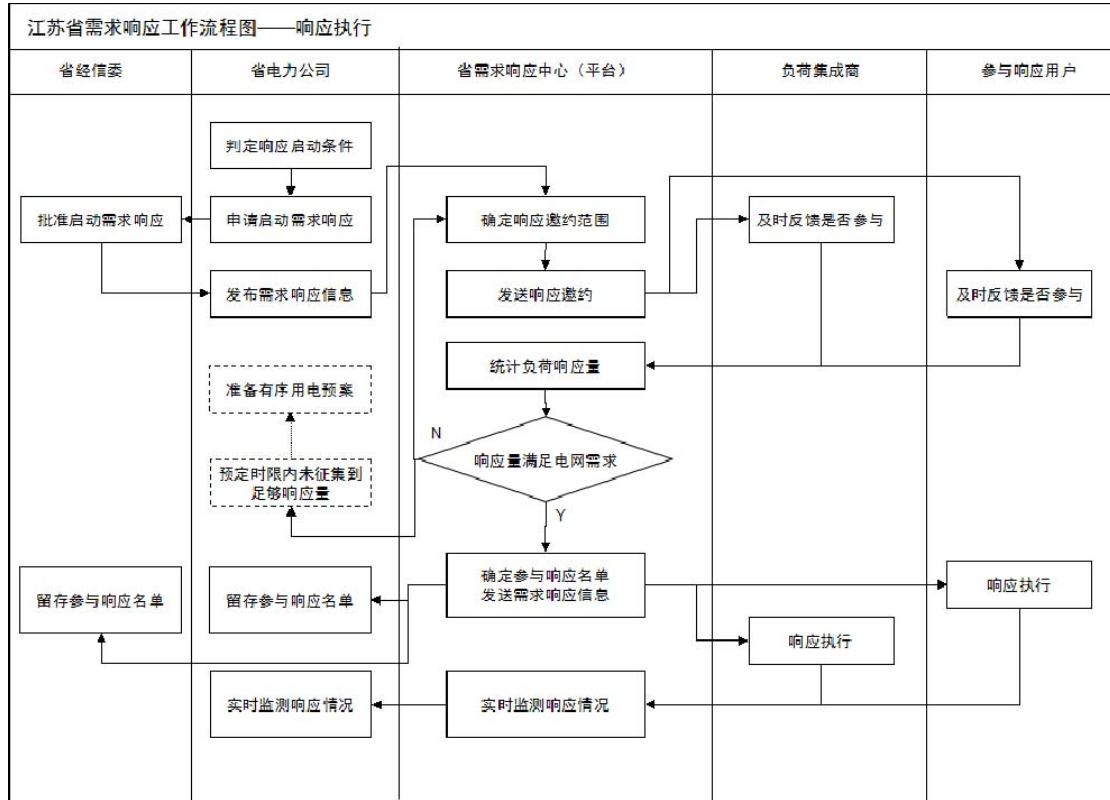 江苏省需求响应工作流程图——响应执行
省经信委
省电力公司
省需求响应中心（平台）
负荷集成商
参与响应用户
判定响应启动条件
批准启动需求响应
申请启动需求响应
确定响应邀约范围
及时反馈是否参与
发布需求响应信息
发送响应邀约
及时反馈是否参与
统计负荷响应量
准备有序用电预案
N
响应量满足电网需求
预定时限内未征集到
足够响应量
Y
确定参与响应名单
发送需求响应信息
留存参与响应名单
留存参与响应名单
响应执行
响应执行
实时监测响应情况
实时监测响应情况